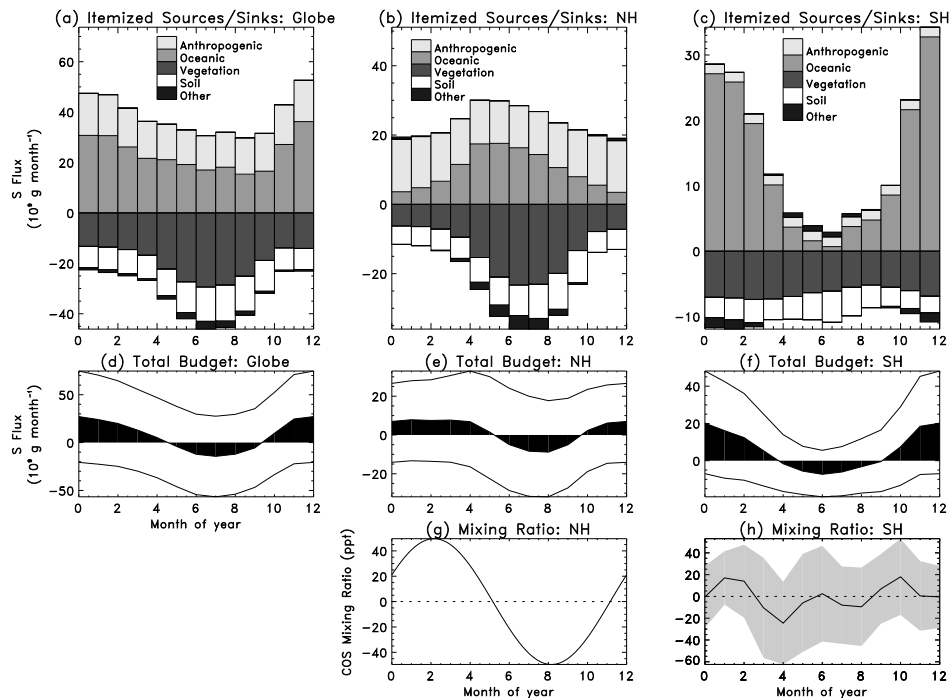 (a) Itemized Sources/Sinks: Globe
Anthropogenic
Oceanic
Vegetation
Soil
Other
S Flux
(10⁹ g month⁻¹)
60
40
20
0
−20
−40
0 2 4 6 8 10 12
(b) Itemized Sources/Sinks: NH
Anthropogenic
Oceanic
Vegetation
Soil
Other
40
20
0
−20
0 2 4 6 8 10 12
(c) Itemized Sources/Sinks: SH
Anthropogenic
Oceanic
Vegetation
Soil
Other
30
20
10
0
−10
0 2 4 6 8 10 12
(d) Total Budget: Globe
S Flux
(10⁹ g month⁻¹)
50
0
−50
0 2 4 6 8 10 12
Month of year
(e) Total Budget: NH
20
0
−20
0 2 4 6 8 10 12
(f) Total Budget: SH
40
20
0
0 2 4 6 8 10 12
(g) Mixing Ratio: NH
COS Mixing Ratio (ppt)
40
20
0
−20
−40
0 2 4 6 8 10 12
Month of year
(h) Mixing Ratio: SH
40
20
0
−20
−40
−60
0 2 4 6 8 10 12
Month of year